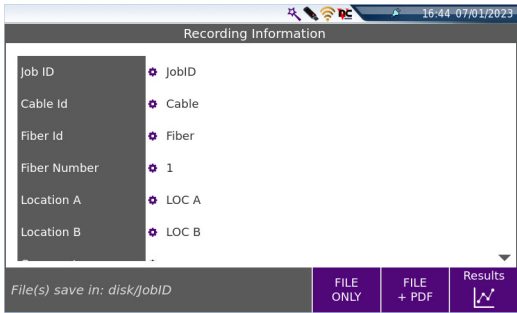 16:44 07/01/2023
Recording Information
Job ID JobID
Cable Id Cable
Fiber Id Fiber
Fiber Number 1
Location A LOC A
Location B LOC B
File(s) save in: disk/JobID
FILE ONLY
FILE + PDF
Results